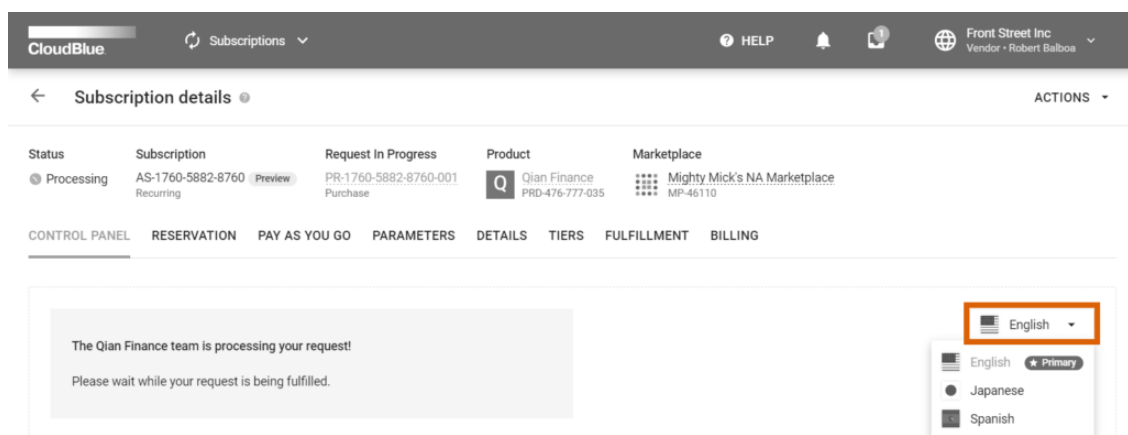 CloudBlue
Subscriptions
HELP
1
Front Street Inc
Vendor • Robert Balboa
Subscription details
ACTIONS
Status
Subscription
Request In Progress
Product
Marketplace
Processing
AS-1760-5882-8760 Preview
Recurring
PR-1760-5882-8760-001
Purchase
Q
Qian Finance
PRD-476-777-035
Mighty Mick's NA Marketplace
MP-46110
CONTROL PANEL RESERVATION PAY AS YOU GO PARAMETERS DETAILS TIERS FULFILLMENT BILLING
English
The Qian Finance team is processing your request!
Please wait while your request is being fulfilled.
English ★ Primary
Japanese
Spanish